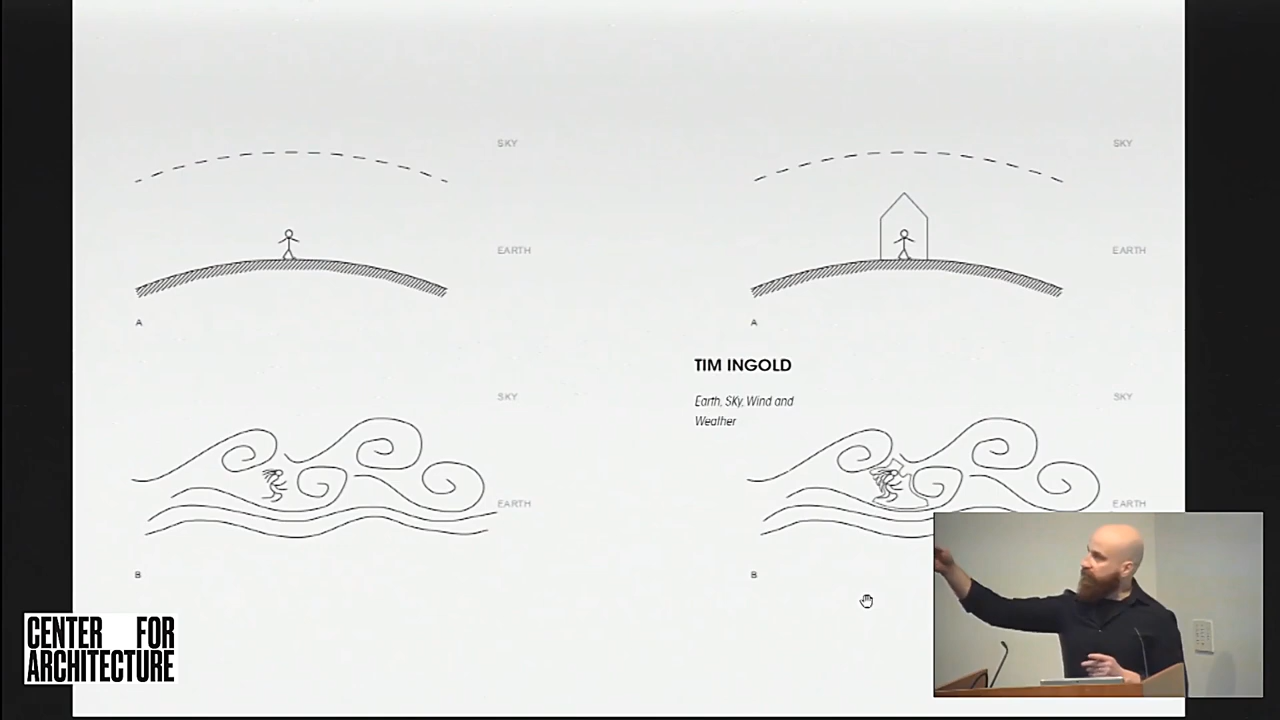 SKY
EARTH
A
SKY
EARTH
A
TIM INGOLD
Earth, SKy, Wind and
Weather
SKY
EARTH
B
SKY
EARTH
B
CENTER FOR
ARCHITECTURE